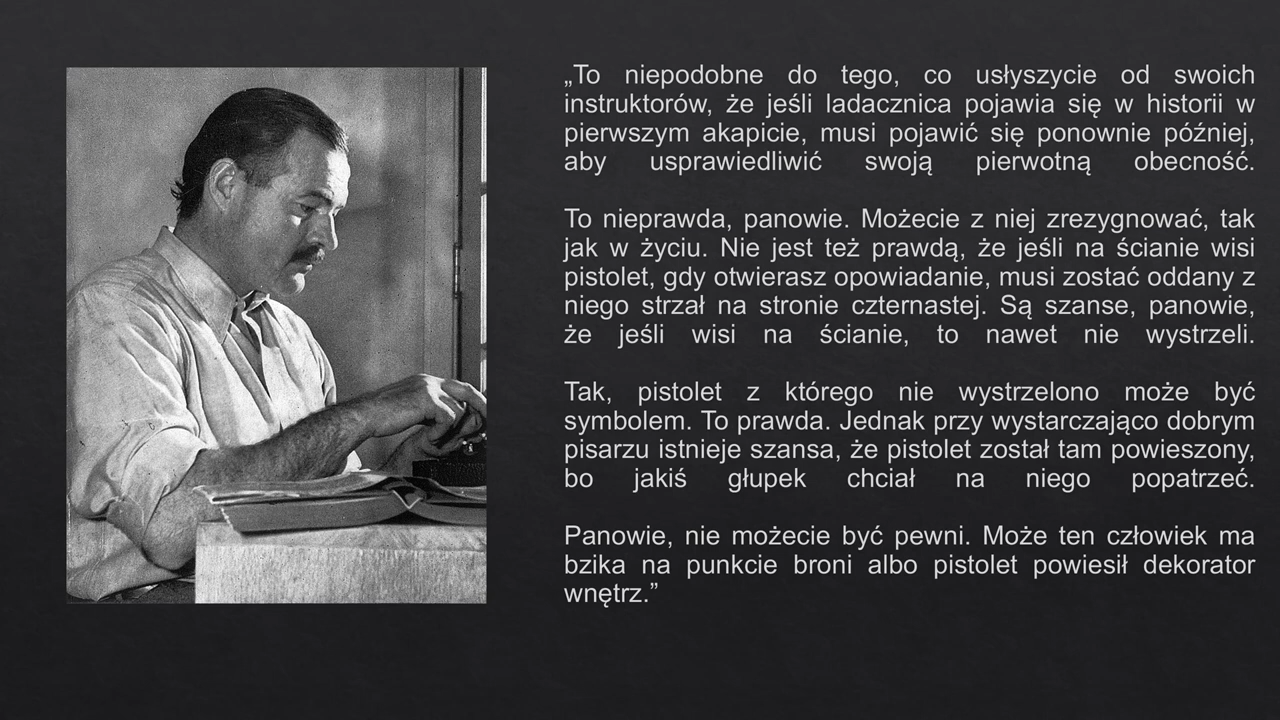 „To niepodobne do tego, co usłyszycie od swoich
instruktorów, że jeśli ladacznica pojawia się w historii w
pierwszym akapicie, musi pojawić się ponownie później,
aby usprawiedliwić swoją pierwotną obecność.
To nieprawda, panowie. Możecie z niej zrezygnować, tak
jak w życiu. Nie jest też prawdą, że jeśli na ścianie wisi
pistolet, gdy otwierasz opowiadanie, musi zostać oddany z
niego strzał na stronie czternastej. Są szanse, panowie,
że jeśli wisi na ścianie, to nawet nie wystrzeli.
Tak, pistolet z którego nie wystrzelono może być
symbolem. To prawda. Jednak przy wystarczająco dobrym
pisarzu istnieje szansa, że pistolet został tam powieszony,
bo jakiś głupek chciał na niego popatrzeć.
Panowie, nie możecie być pewni. Może ten człowiek ma
bzika na punkcie broni albo pistolet powiesił dekorator
wnętrz.”